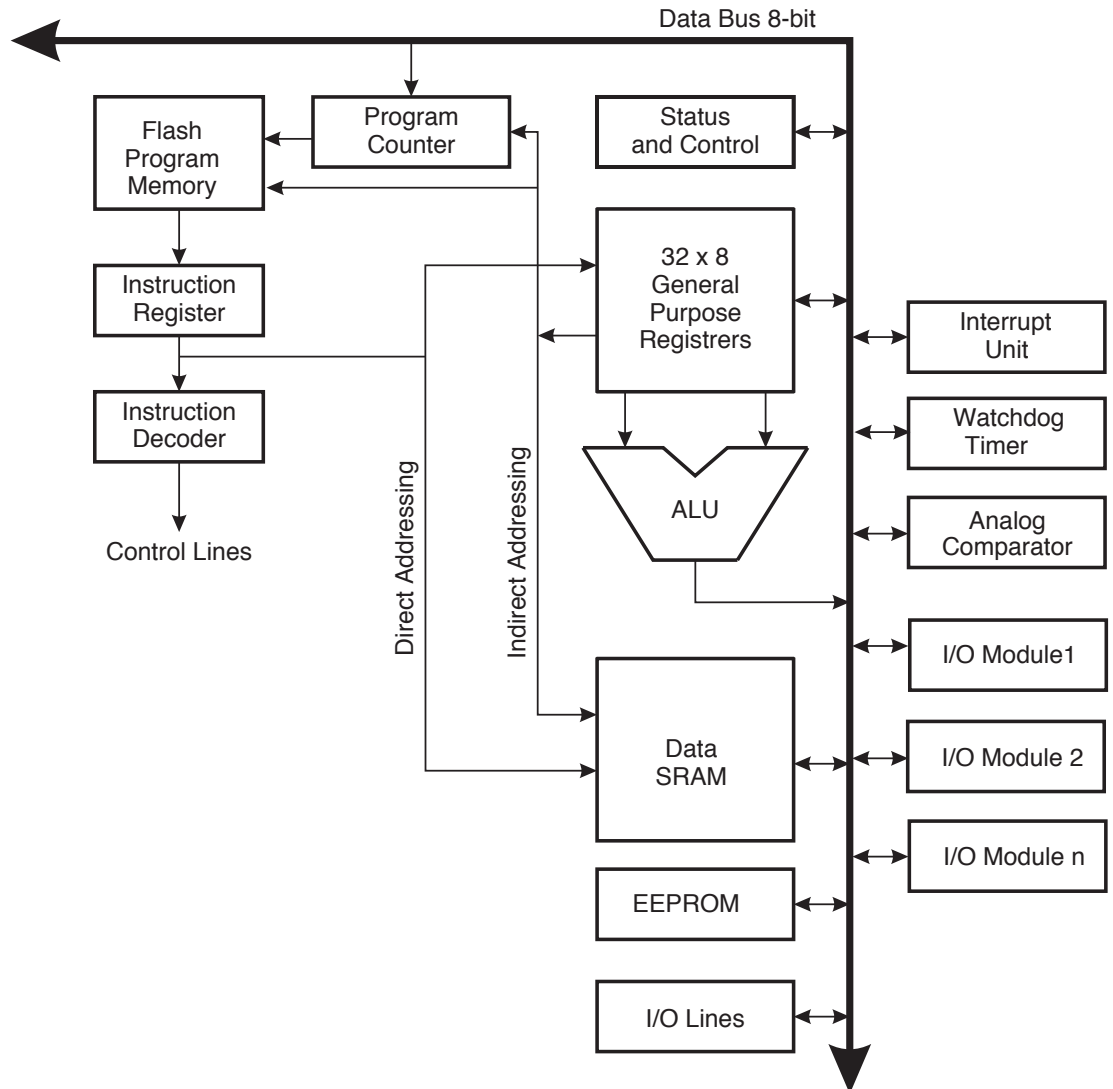 Data Bus 8-bit
Flash
Program
Memory
Program
Counter
Status
and Control
32 x 8
General
Purpose
Registrers
Instruction
Register
Interrupt
Unit
Instruction
Decoder
Watchdog
Timer
Control Lines
Direct Addressing
Indirect Addressing
ALU
Analog
Comparator
I/O Module1
Data
SRAM
I/O Module 2
I/O Module n
EEPROM
I/O Lines